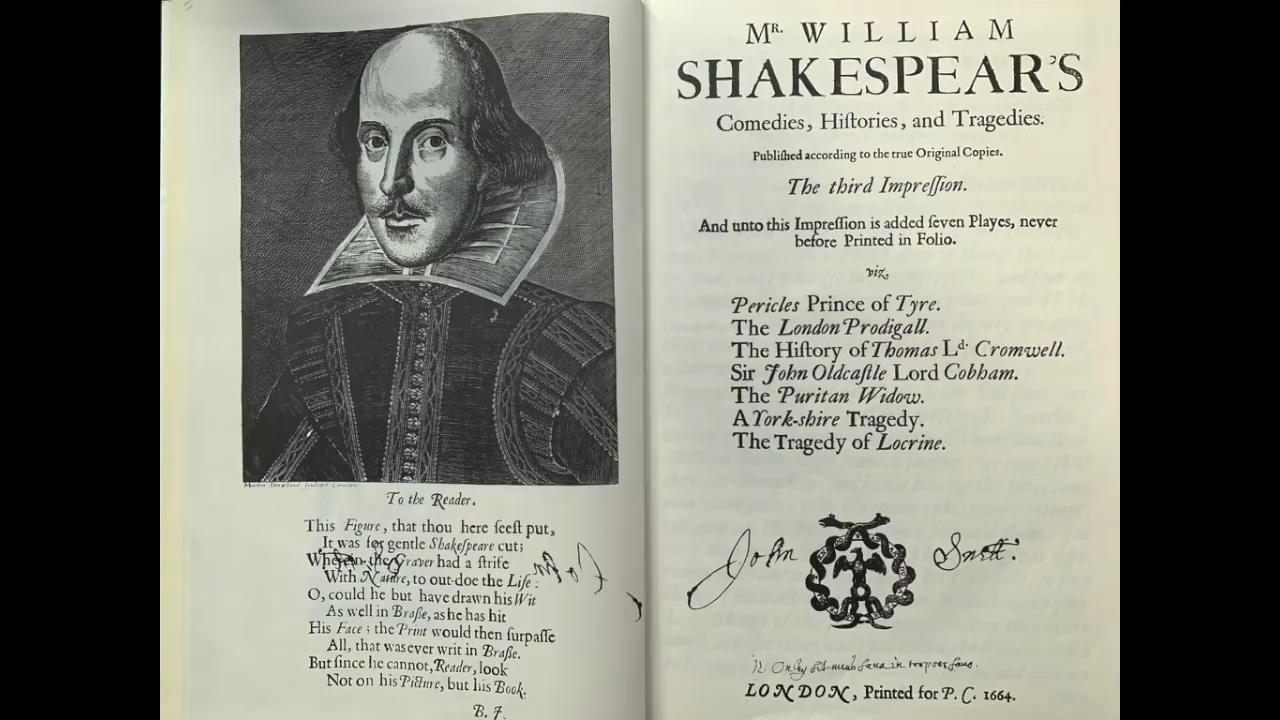 Martin Droeshout sculpsit London
To the Reader.
This Figure, that thou here ſeeſt put,
It was for gentle Shakeſpeare cut;
Wherein the Graver had a ſtrife
With Nature, to out-doe the Life :
O, could he but have drawn his Wit
As well in Braſſe, as he has hit
His Face ; the Print would then ſurpaſſe
All, that was ever writ in Braſſe.
But ſince he cannot, Reader, look
Not on his Picture, but his Book.
B. J.
Mr. WILLIAM
SHAKESPEAR'S
Comedies, Hiſtories, and Tragedies.
Publiſhed according to the true Original Copies.
The third Impreſſion.
And unto this Impreſſion is added ſeven Playes, never
before Printed in Folio.
viz.
Pericles Prince of Tyre.
The London Prodigall.
The Hiſtory of Thomas Ld. Cromwell.
Sir John Oldcaſtle Lord Cobham.
The Puritan Widow.
A York-shire Tragedy.
The Tragedy of Locrine.
John Smith.
LONDON, Printed for P. C. 1664.